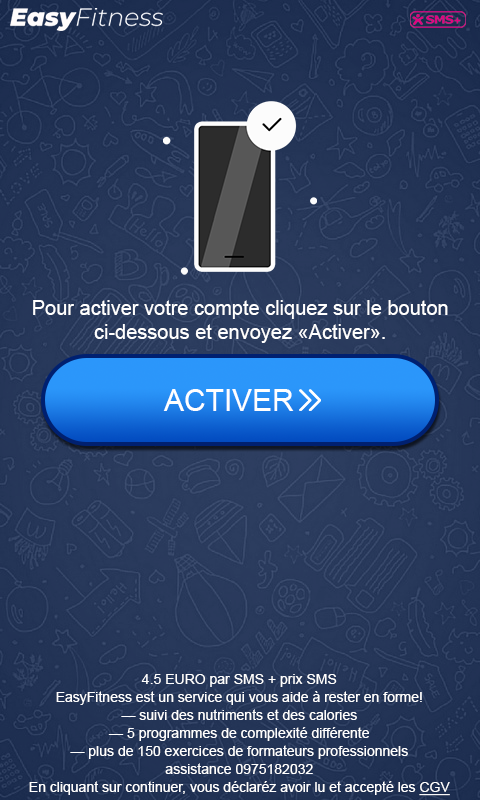 EasyFitness
SMS+
Pour activer votre compte cliquez sur le bouton
ci-dessous et envoyez «Activer».
ACTIVER
4.5 EURO par SMS + prix SMS
EasyFitness est un service qui vous aide à rester en forme!
— suivi des nutriments et des calories
— 5 programmes de complexité différente
— plus de 150 exercices de formateurs professionnels
assistance 0975182032
En cliquant sur continuer, vous déclaréz avoir lu et accepté les CGV